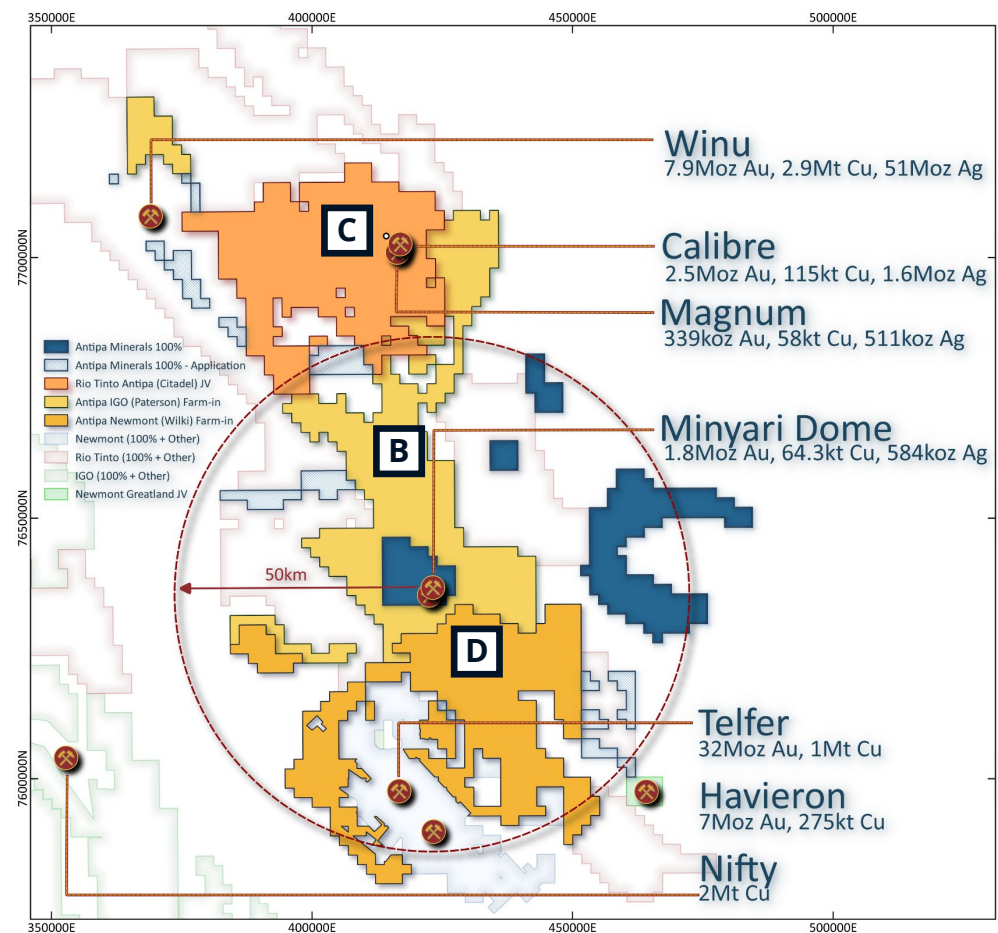 350000E 400000E 450000E 500000E
Winu
7.9Moz Au, 2.9Mt Cu, 51Moz Ag
C
Calibre
2.5Moz Au, 115kt Cu, 1.6Moz Ag
7700000N
Magnum
339koz Au, 58kt Cu, 511koz Ag
Antipa Minerals 100%
Antipa Minerals 100% - Application
Rio Tinto Antipa (Citadel) JV
Antipa IGO (Paterson) Farm-in
Antipa Newmont (Wilki) Farm-in
Newmont (100% + Other)
Rio Tinto (100% + Other)
IGO (100% + Other)
Newmont Greatland JV
B
Minyari Dome
1.8Moz Au, 64.3kt Cu, 584koz Ag
7650000N
50km
D
Telfer
32Moz Au, 1Mt Cu
7600000N
Havieron
7Moz Au, 275kt Cu
Nifty
2Mt Cu
350000E 400000E 450000E 500000E